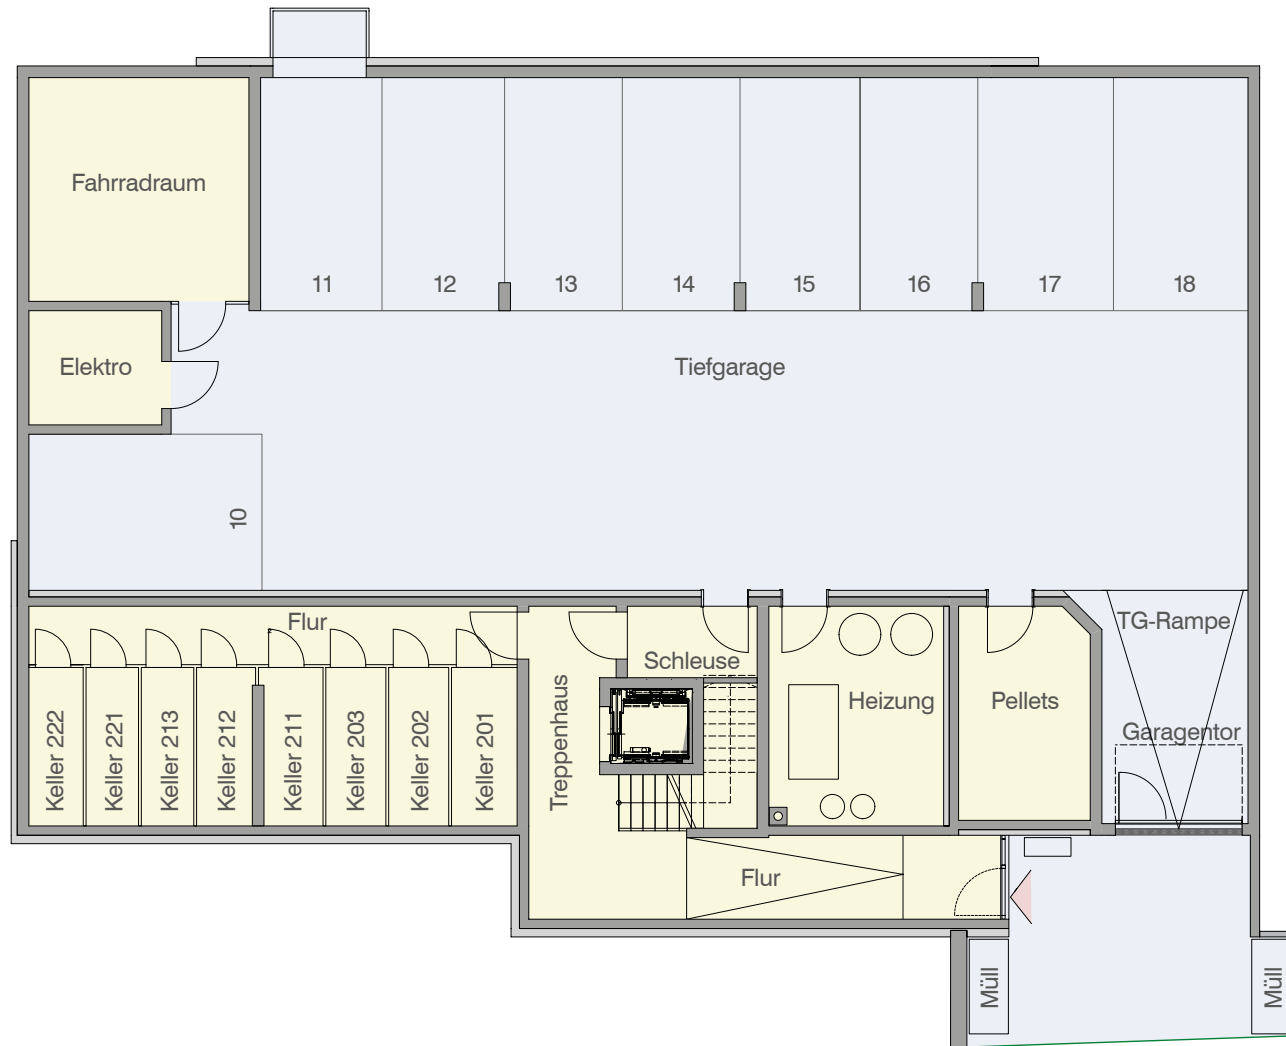 Fahrradraum
11
12
13
14
15
16
17
18
Elektro
Tiefgarage
10
Flur
TG-Rampe
Schleuse
Treppenhaus
Heizung
Pellets
Garagentor
Keller 222
Keller 221
Keller 213
Keller 212
Keller 211
Keller 203
Keller 202
Keller 201
Flur
Müll
Müll